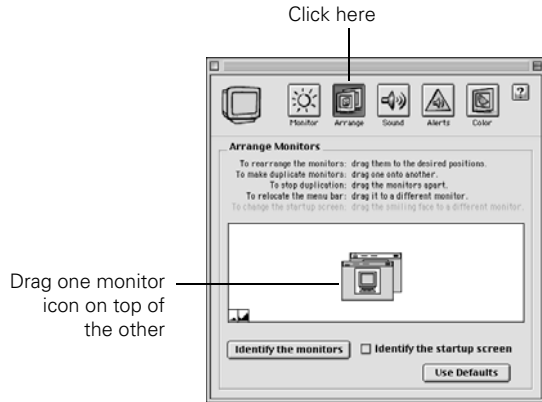 Click here
?
Monitor Arrange Sound Alerts Color
Arrange Monitors
To rearrange the monitors: drag them to the desired positions.
To make duplicate monitors: drag one onto another.
To stop duplication: drag the monitors apart.
To relocate the menu bar: drag it to a different monitor.
To change the startup screen: drag the smiling face to a different monitor.
Drag one monitor
icon on top of
the other
Identify the monitors Identify the startup screen
Use Defaults